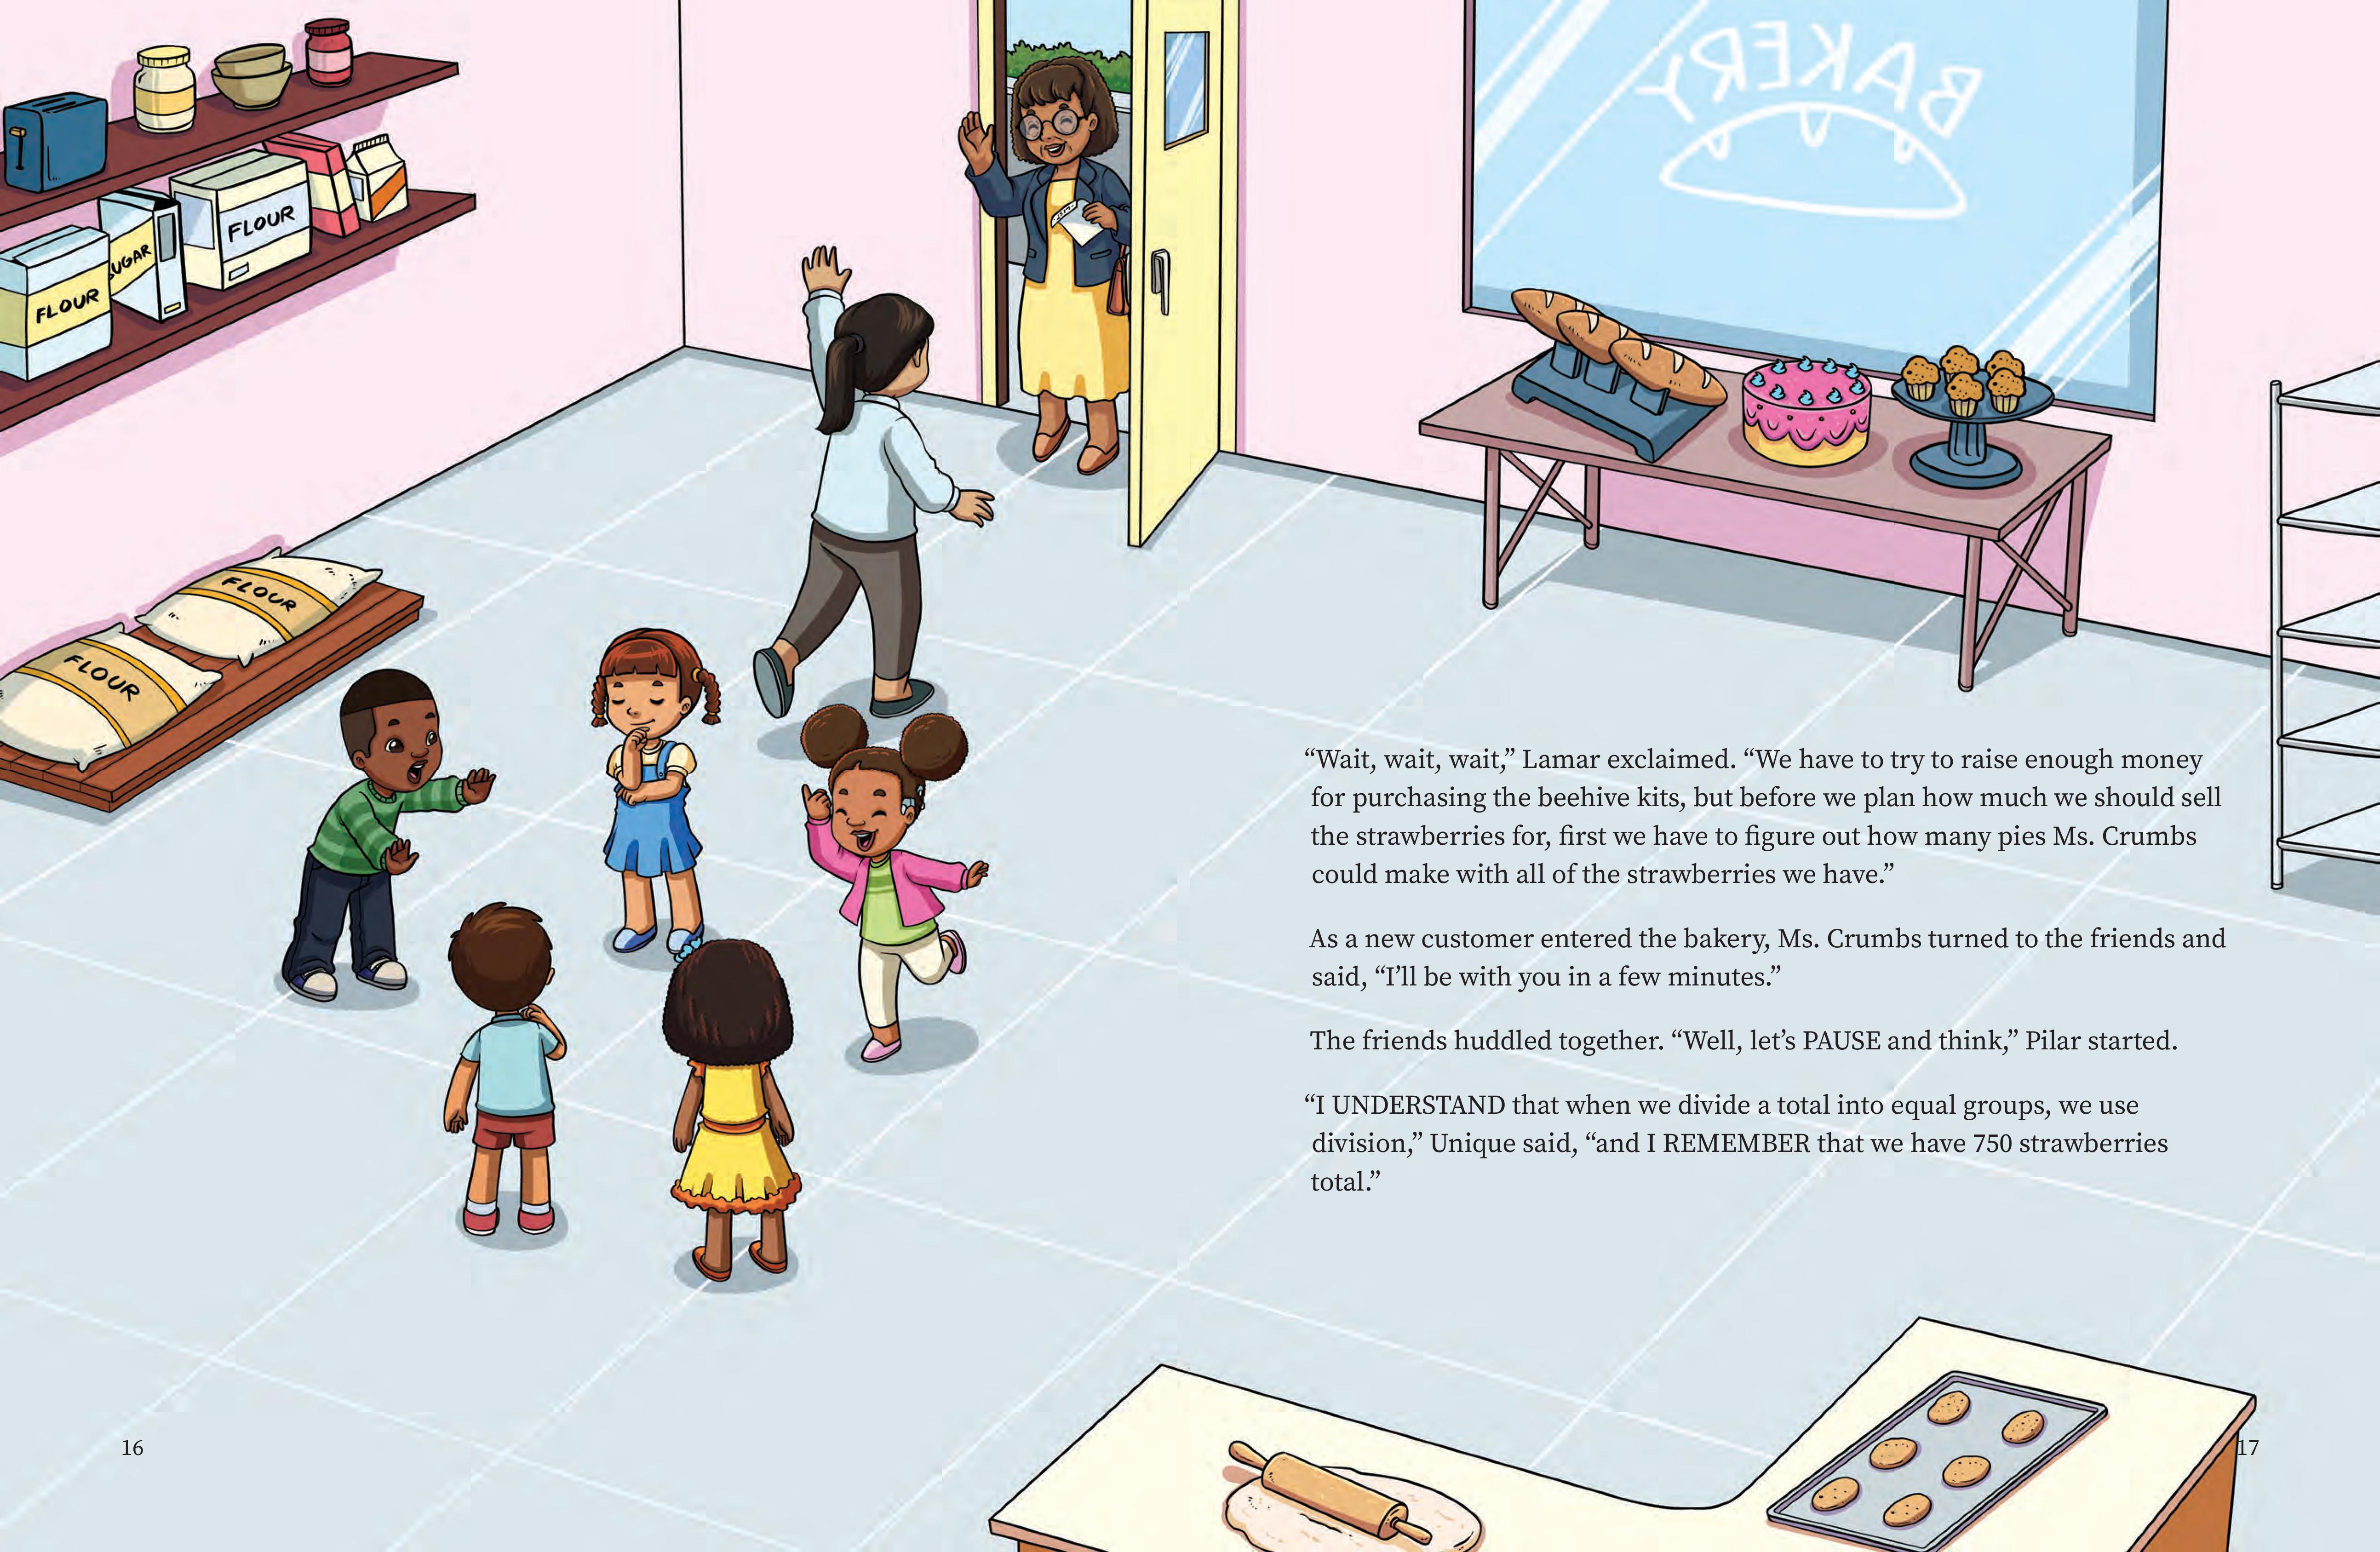 BAKERY
FLOUR
UGAR
FLOUR
FLOUR
FLOUR
“Wait, wait, wait,” Lamar exclaimed. “We have to try to raise enough money
for purchasing the beehive kits, but before we plan how much we should sell
the strawberries for, first we have to figure out how many pies Ms. Crumbs
could make with all of the strawberries we have.”
As a new customer entered the bakery, Ms. Crumbs turned to the friends and
said, “I’ll be with you in a few minutes.”
The friends huddled together. “Well, let’s PAUSE and think,” Pilar started.
“I UNDERSTAND that when we divide a total into equal groups, we use
division,” Unique said, “and I REMEMBER that we have 750 strawberries
total.”
16
17